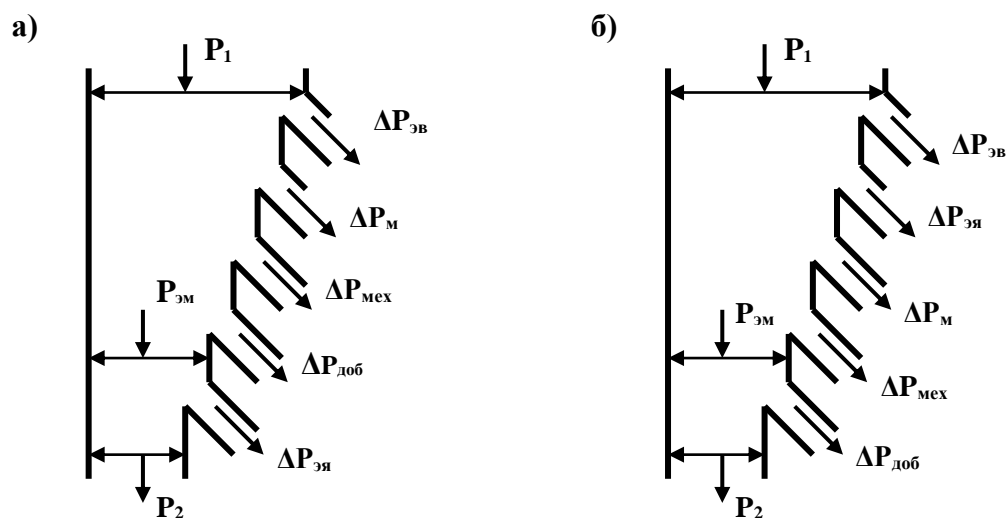 а)
P₁
ΔPэв
ΔPм
ΔPмех
Pэм
ΔPдоб
ΔPэя
P₂
б)
P₁
ΔPэв
ΔPэя
ΔPм
Pэм
ΔPмех
ΔPдоб
P₂